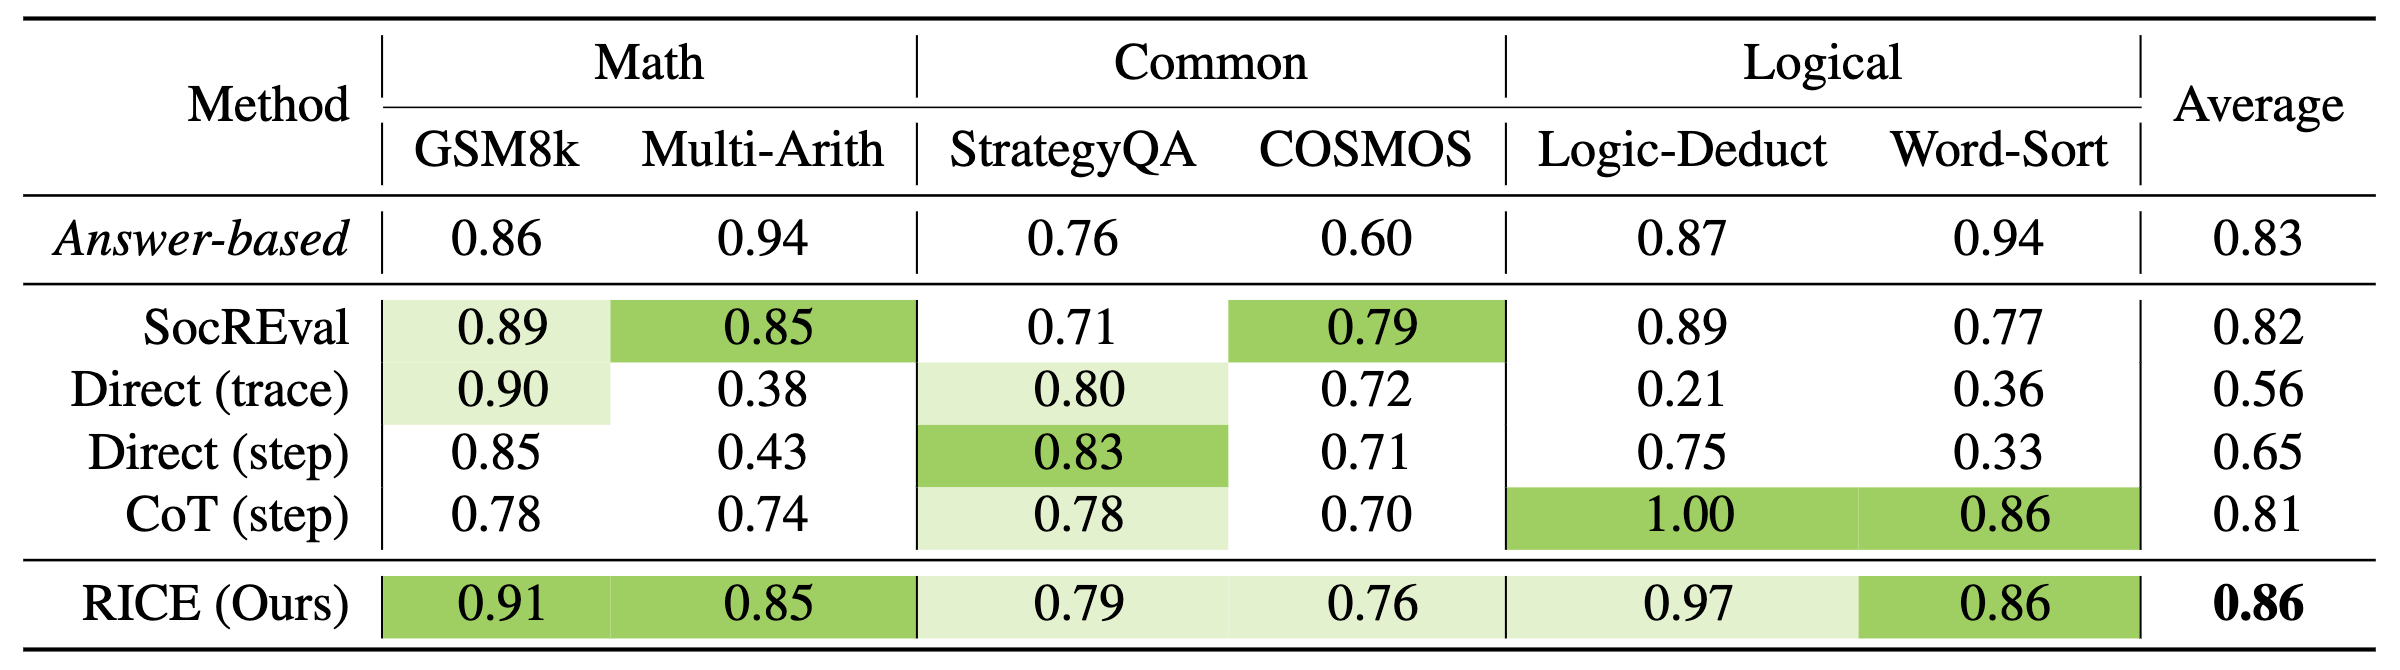 Method Math Common Logical Average
GSM8k Multi-Arith StrategyQA COSMOS Logic-Deduct Word-Sort
Answer-based 0.86 0.94 0.76 0.60 0.87 0.94 0.83
SocREval 0.89 0.85 0.71 0.79 0.89 0.77 0.82
Direct (trace) 0.90 0.38 0.80 0.72 0.21 0.36 0.56
Direct (step) 0.85 0.43 0.83 0.71 0.75 0.33 0.65
CoT (step) 0.78 0.74 0.78 0.70 1.00 0.86 0.81
RICE (Ours) 0.91 0.85 0.79 0.76 0.97 0.86 0.86